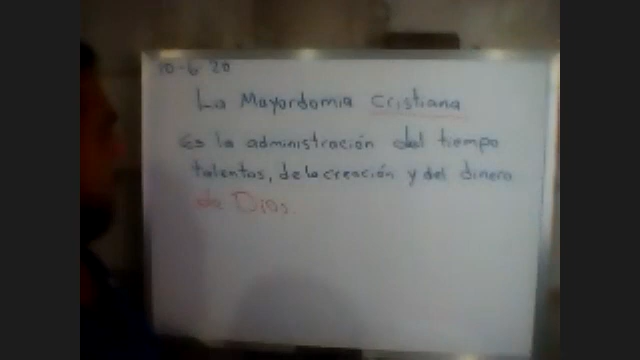 10-6 20
La Mayordomia Cristiana
Es la administración del tiempo
talentos, de la creación y del dinero
de Dios.